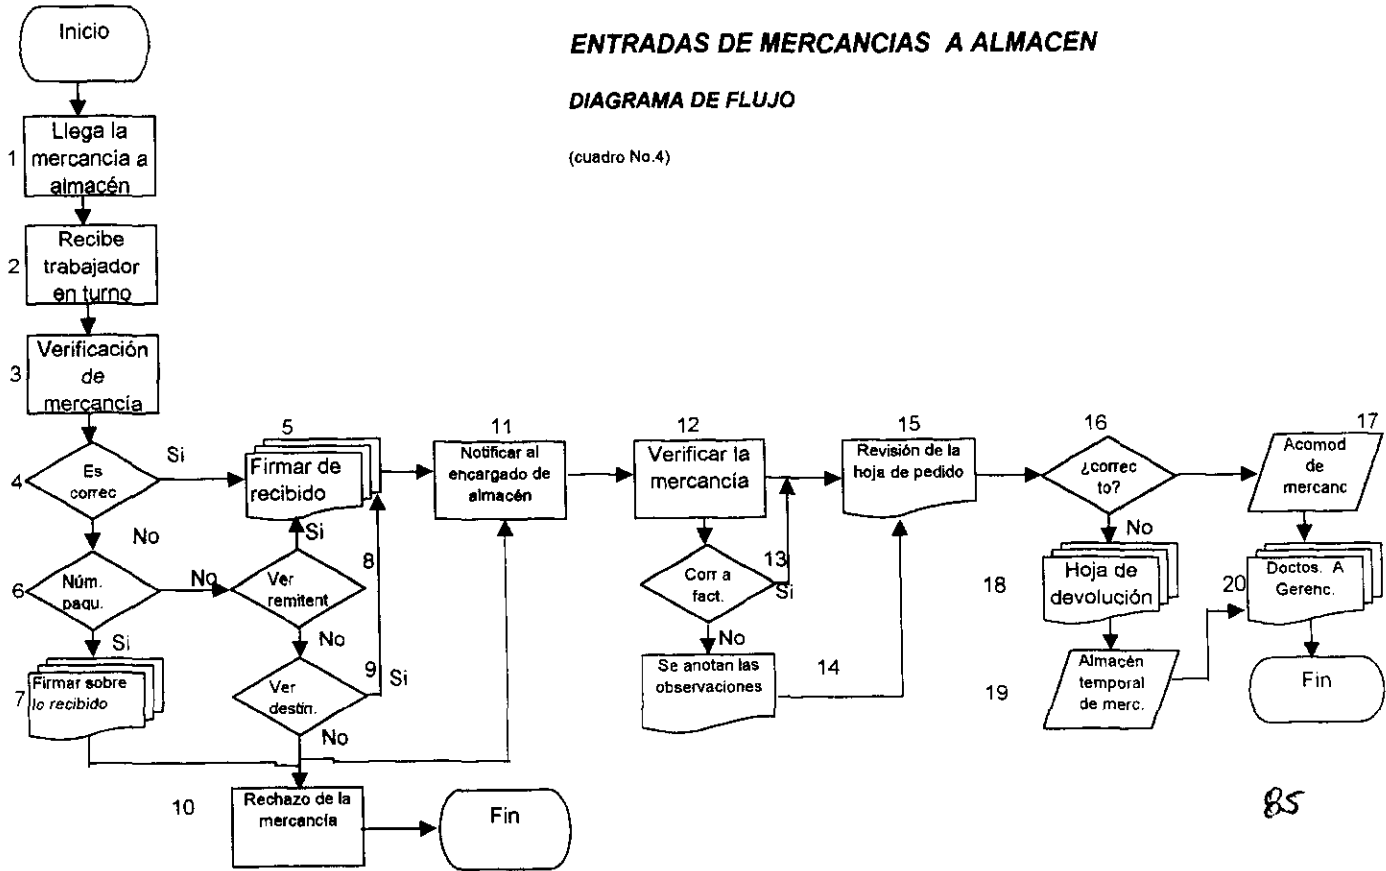 Inicio
ENTRADAS DE MERCANCIAS A ALMACEN
DIAGRAMA DE FLUJO
(cuadro No.4)
1
Llega la
mercancía a
almacén
2
Recibe
trabajador
en turno
3
Verificación
de
mercancía
4
Es
correc
Si
No
5
Firmar de
recibido
Si
6
Núm.
paqu.
No
Si
Ver
remitent
8
No
7
Firmar sobre
lo recibido
Ver
destin.
9
Si
No
10
Rechazo de la
mercancía
Fin
11
Notificar al
encargado de
almacén
12
Verificar la
mercancía
Corr a
fact.
13
Si
No
Se anotan las
observaciones
14
15
Revisión de la
hoja de pedido
16
¿correc
to?
No
17
Acomod
de
mercanc
18
Hoja de
devolución
19
Almacén
temporal
de merc.
20
Doctos. A
Gerenc.
Fin
85